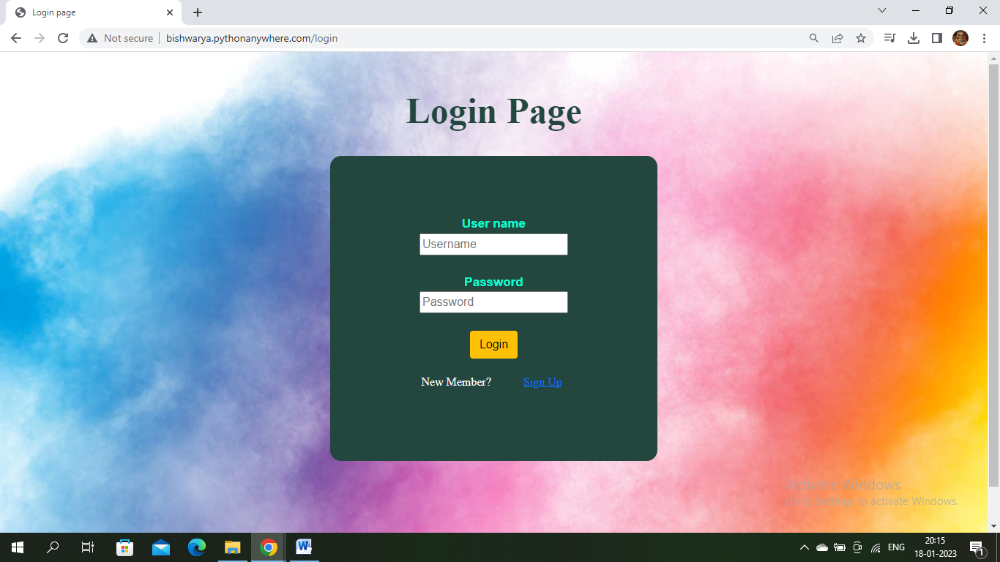 Login page
Not secure
bishwarya.pythonanywhere.com/login
Login Page
User name
Username
Password
Password
Login
New Member? Sign Up
Activate Windows
Go to Settings to activate Windows.
ENG
20:15
18-01-2023
1